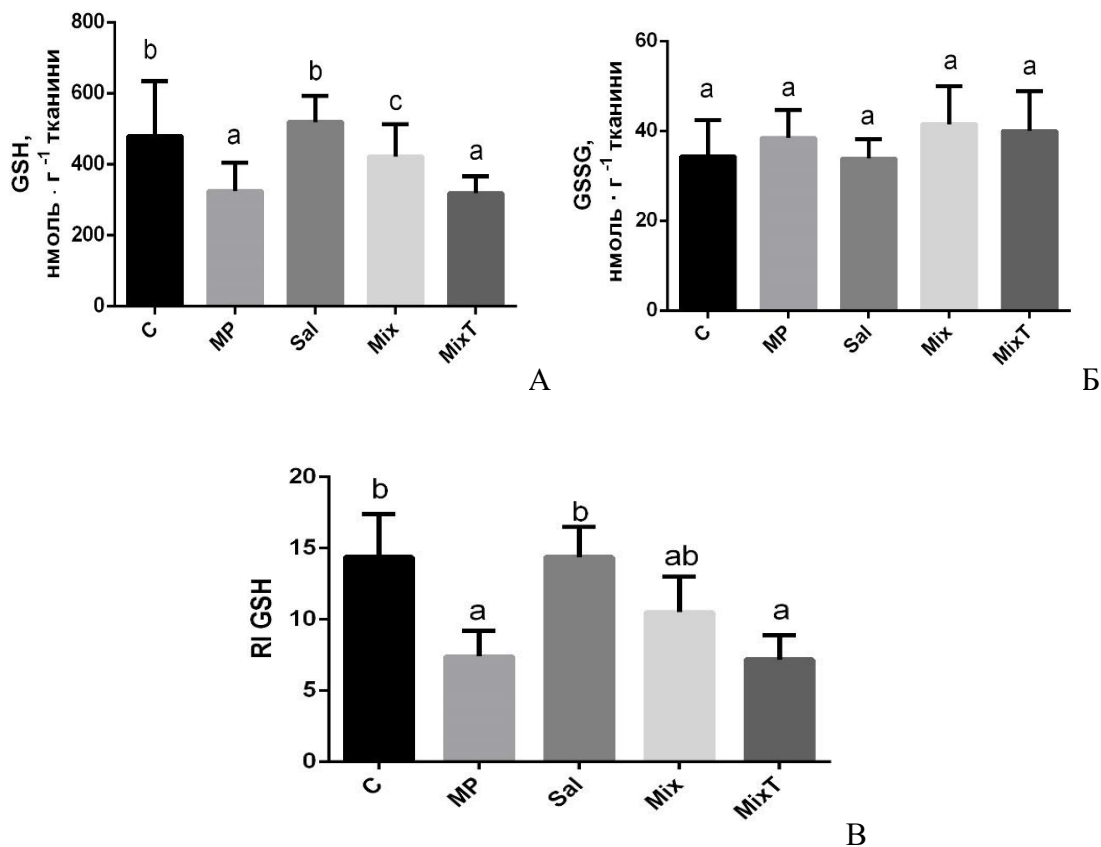 800
600
400
200
0
GSH,
нмоль · г ⁻¹ тканини
b
a
b
c
a
C
MP
Sal
Mix
MixT
А
60
40
20
0
GSSG,
нмоль · г ⁻¹ тканини
a
a
a
a
a
C
MP
Sal
Mix
MixT
Б
20
15
10
5
0
RI GSH
b
a
b
ab
a
C
MP
Sal
Mix
MixT
В